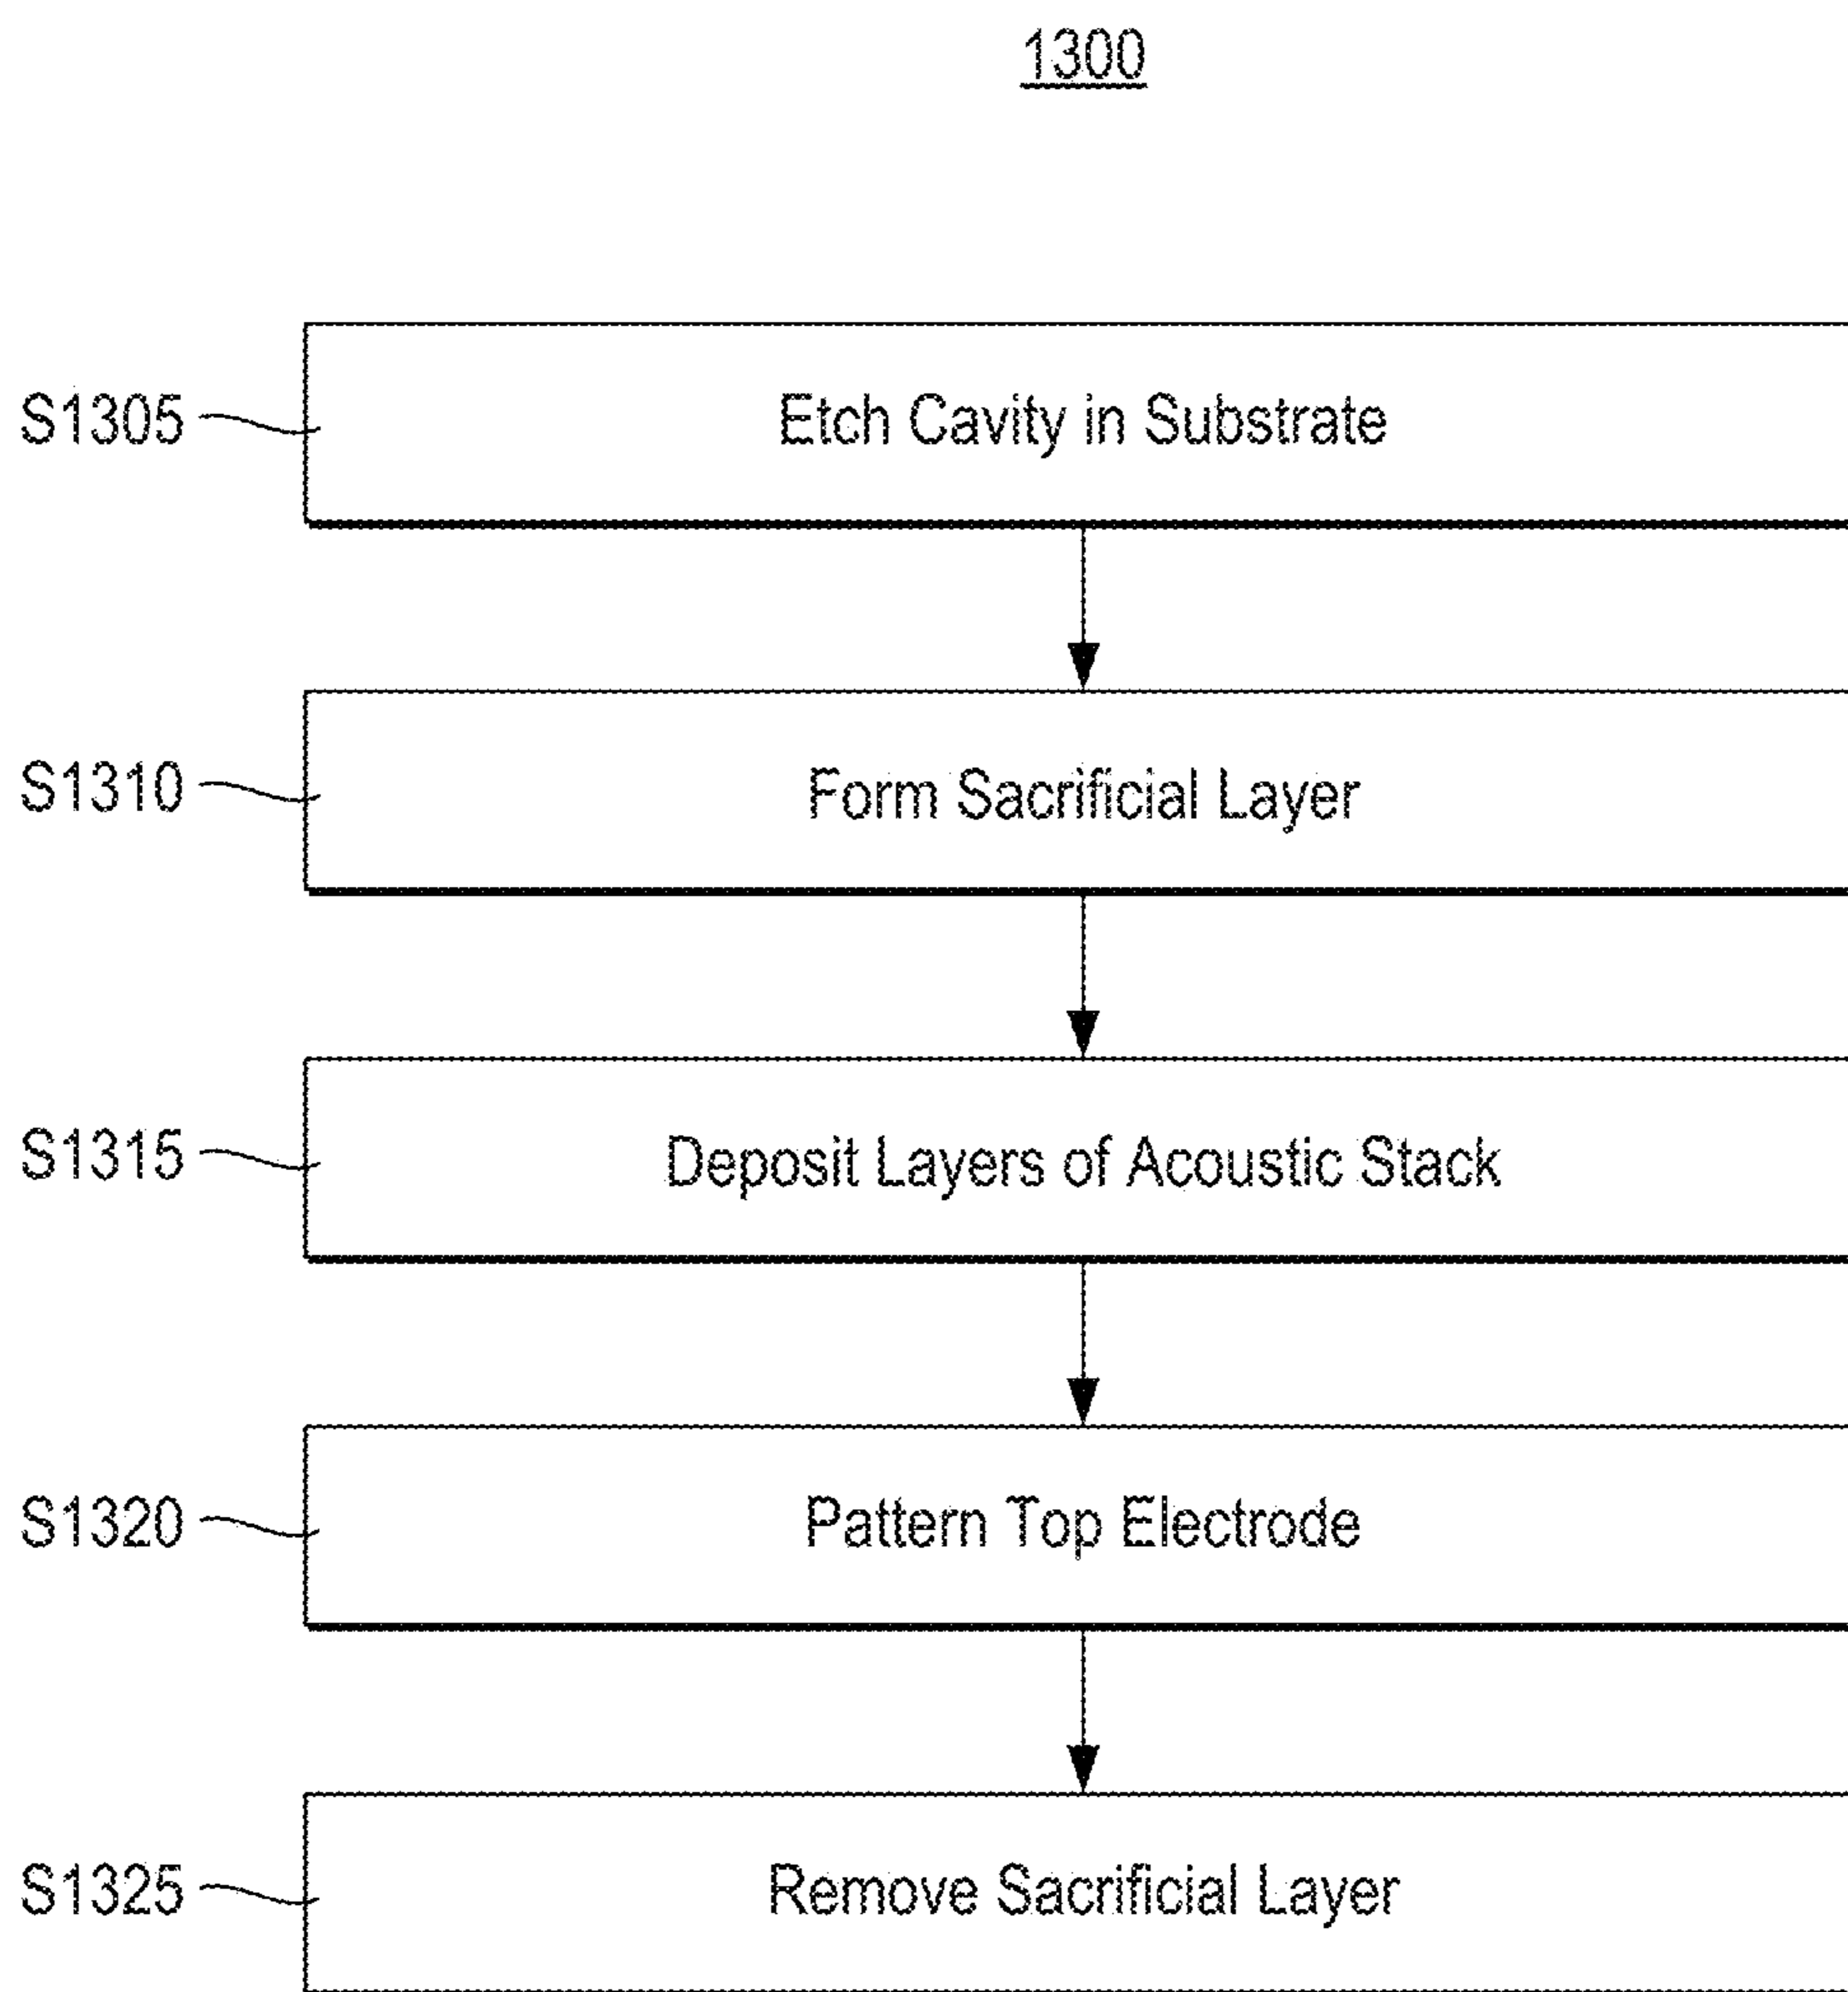 1300
S1305
Etch Cavity in Substrate
S1310
Form Sacrificial Layer
S1315
Deposit Layers of Acoustic Stack
S1320
Pattern Top Electrode
S1325
Remove Sacrificial Layer